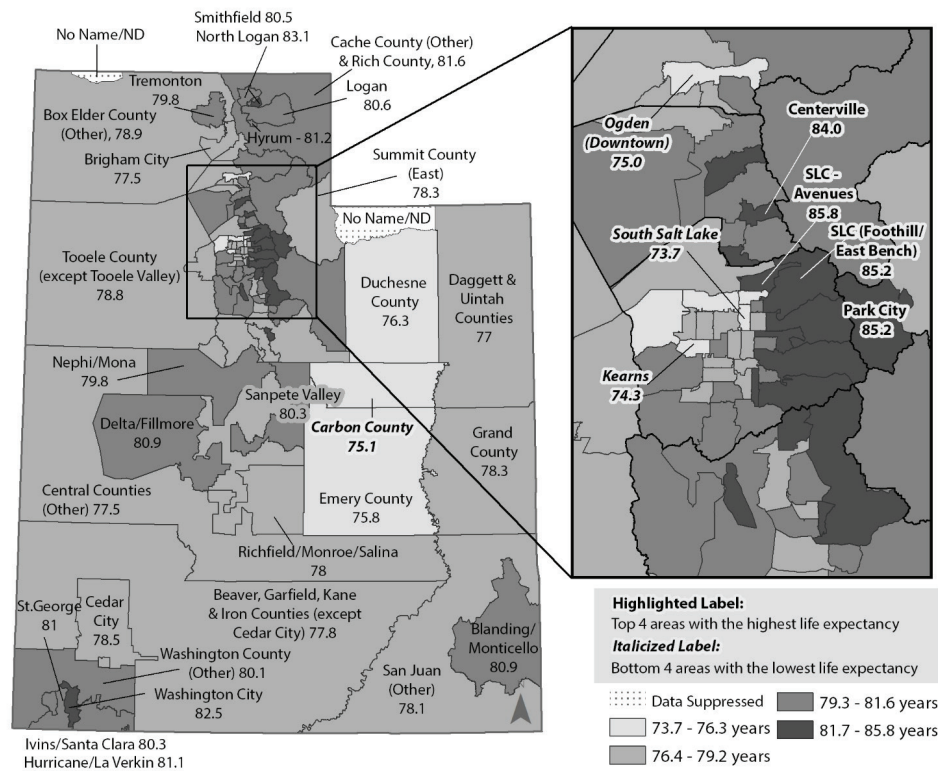 Smithfield 80.5
North Logan 83.1
No Name/ND
Cache County (Other)
& Rich County, 81.6
Tremonton
79.8
Logan
80.6
Box Elder County
(Other), 78.9
Hyrum - 81.2
Brigham City
77.5
Summit County
(East)
78.3
No Name/ND
Tooele County
(except Tooele Valley)
78.8
Duchesne
County
76.3
Daggett &
Uintah
Counties
77
Nephi/Mona
79.8
Sanpete Valley
80.3
Delta/Fillmore
80.9
Carbon County
75.1
Grand
County
78.3
Central Counties
(Other) 77.5
Emery County
75.8
Richfield/Monroe/Salina
78
Beaver, Garfield, Kane
& Iron Counties (except
Cedar City) 77.8
St.George
81
Cedar
City
78.5
Washington County
(Other) 80.1
Washington City
82.5
San Juan
(Other)
78.1
Blanding/
Monticello
80.9
Ivins/Santa Clara 80.3
Hurricane/La Verkin 81.1
Ogden
(Downtown)
75.0
Centerville
84.0
SLC -
Avenues
85.8
South Salt Lake
73.7
SLC (Foothill/
East Bench)
85.2
Park City
85.2
Kearns
74.3
Highlighted Label:
Top 4 areas with the highest life expectancy
Italicized Label:
Bottom 4 areas with the lowest life expectancy
Data Suppressed
73.7 - 76.3 years
76.4 - 79.2 years
79.3 - 81.6 years
81.7 - 85.8 years